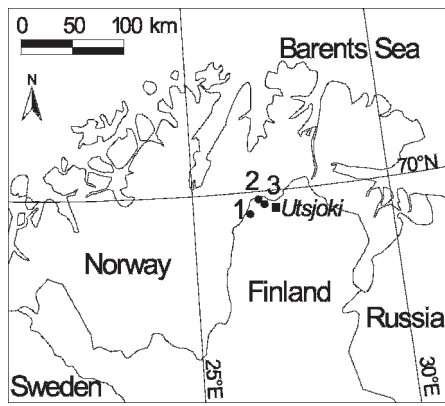 0 50 100 km
Barents Sea
N
70°N
2 3
1 Utsjoki
Norway
Finland
Russia
25°E
30°E
Sweden